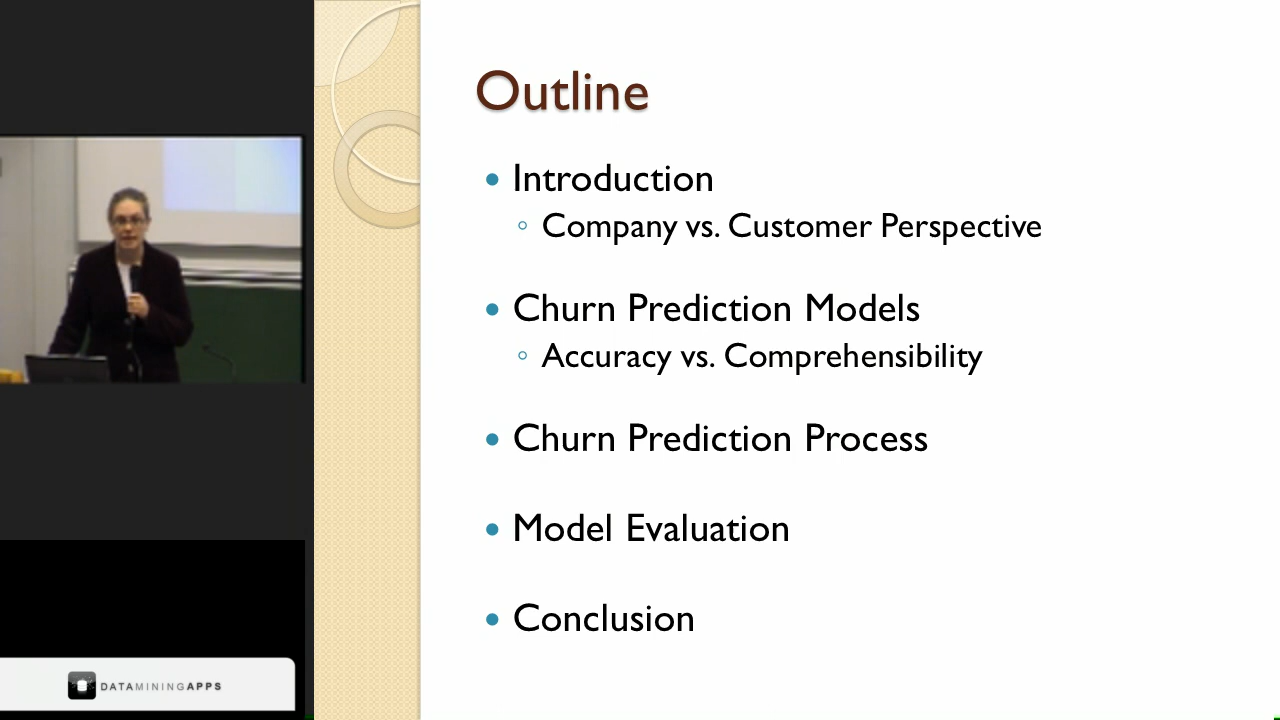 Outline
Introduction
Company vs. Customer Perspective
Churn Prediction Models
Accuracy vs. Comprehensibility
Churn Prediction Process
Model Evaluation
Conclusion
DATAMININGAPPS